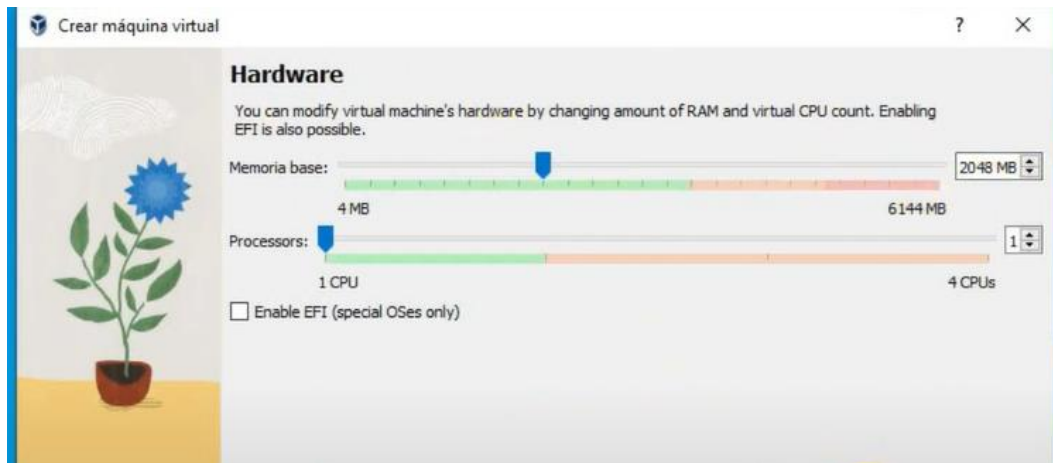 Crear máquina virtual
?
Hardware
You can modify virtual machine's hardware by changing amount of RAM and virtual CPU count. Enabling
EFI is also possible.
Memoria base:
2048 MB
4 MB
6144 MB
Processors:
1
1 CPU
4 CPUs
Enable EFI (special OSes only)